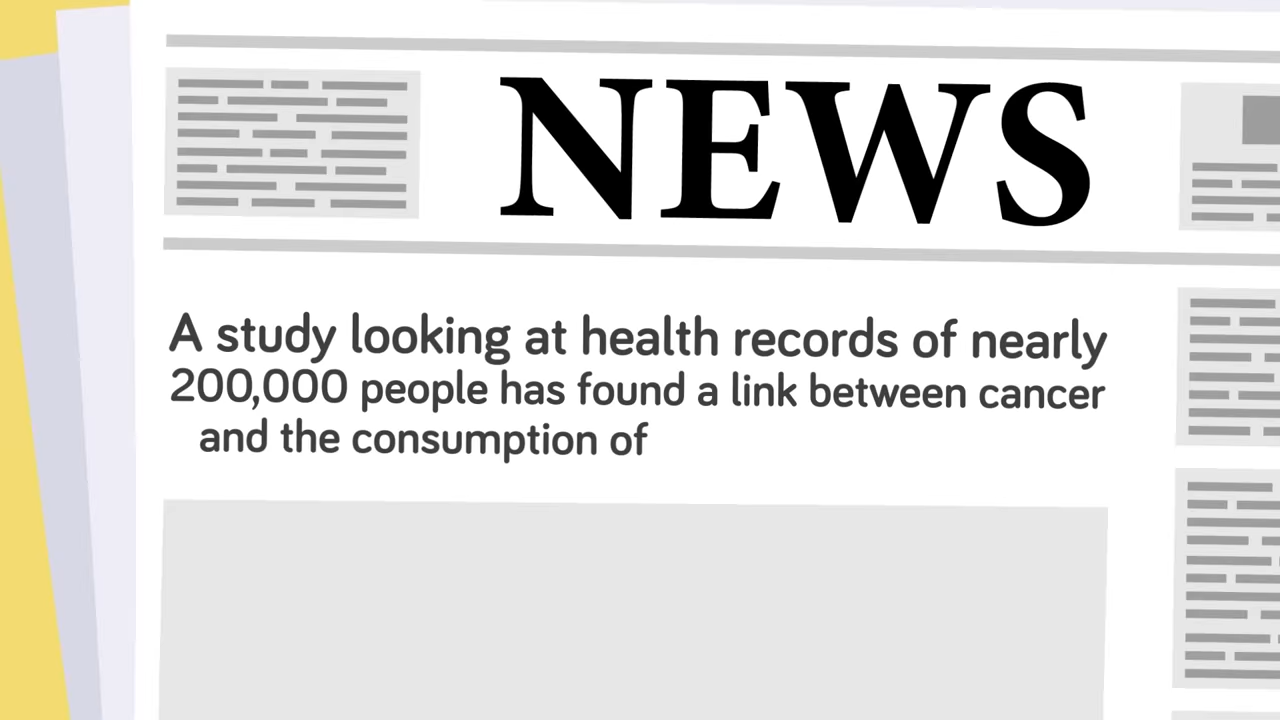 NEWS
A study looking at health records of nearly
200,000 people has found a link between cancer
and the consumption of